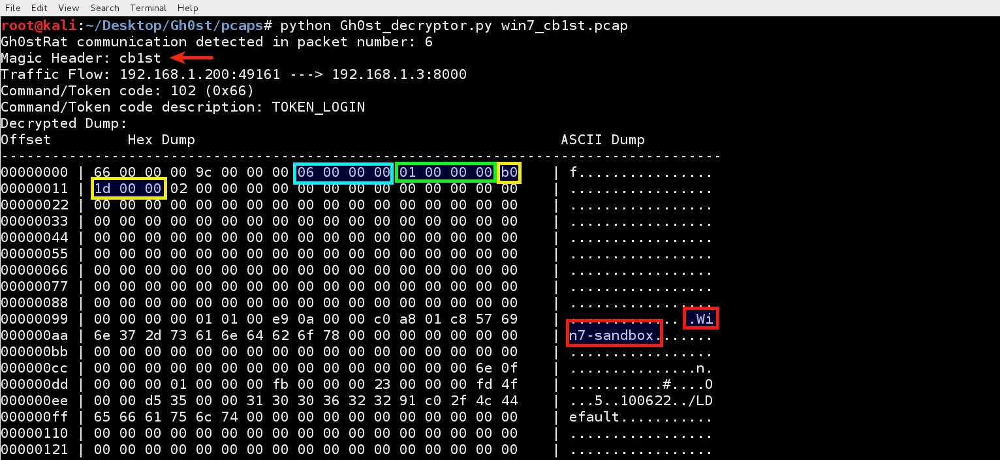 File Edit View Search Terminal Help
root@kali:~/Desktop/Gh0st/pcaps# python Gh0st_decryptor.py win7_cb1st.pcap
Gh0stRat communication detected in packet number: 6
Magic Header: cb1st
Traffic Flow: 192.168.1.200:49161 ---> 192.168.1.3:8000
Command/Token code: 102 (0x66)
Command/Token code description: TOKEN_LOGIN
Decrypted Dump:
Offset Hex Dump ASCII Dump
-------------------------------------------------------------------------------------
00000000 | 66 00 00 00 9c 00 00 00 06 00 00 00 01 00 00 00 b0 | f................
00000011 | 1d 00 00 02 00 00 00 00 00 00 00 00 00 00 00 00 00 | .................
00000022 | 00 00 00 00 00 00 00 00 00 00 00 00 00 00 00 00 00 | .................
00000033 | 00 00 00 00 00 00 00 00 00 00 00 00 00 00 00 00 00 | .................
00000044 | 00 00 00 00 00 00 00 00 00 00 00 00 00 00 00 00 00 | .................
00000055 | 00 00 00 00 00 00 00 00 00 00 00 00 00 00 00 00 00 | .................
00000066 | 00 00 00 00 00 00 00 00 00 00 00 00 00 00 00 00 00 | .................
00000077 | 00 00 00 00 00 00 00 00 00 00 00 00 00 00 00 00 00 | .................
00000088 | 00 00 00 00 00 00 00 00 00 00 00 00 00 00 00 00 00 | .................
00000099 | 00 00 00 00 01 01 00 e9 0a 00 00 c0 a8 01 c8 57 69 | ...............Wi
000000aa | 6e 37 2d 73 61 6e 64 62 6f 78 00 00 00 00 00 00 00 | n7-sandbox.......
000000bb | 00 00 00 00 00 00 00 00 00 00 00 00 00 00 00 00 00 | .................
000000cc | 00 00 00 00 00 00 00 00 00 00 00 00 00 00 00 6e 0f | ...............n.
000000dd | 00 00 00 01 00 00 00 fb 00 00 00 23 00 00 00 fd 4f | ...........#....O
000000ee | 00 00 d5 35 00 00 31 30 30 36 32 32 91 c0 2f 4c 44 | ...5..100622../LD
000000ff | 65 66 61 75 6c 74 00 00 00 00 00 00 00 00 00 00 00 | efault...........
00000110 | 00 00 00 00 00 00 00 00 00 00 00 00 00 00 00 00 00 | .................
00000121 | 00 00 00 00 00 00 00 00 00 00 00 00 00 00 00 00 00 | .................